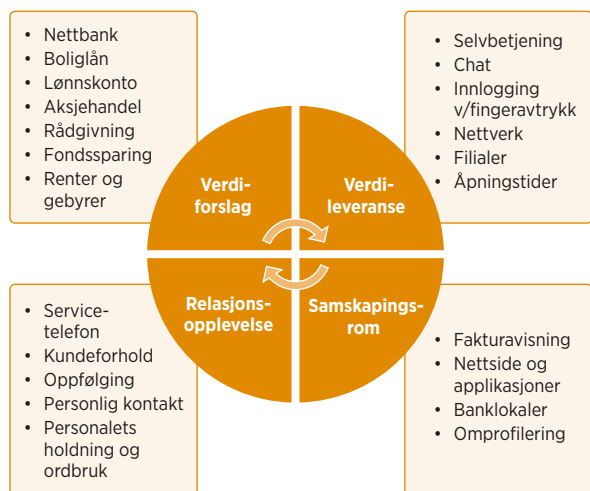 • Nettbank
• Boliglån
• Lønnskonto
• Aksjehandel
• Rådgivning
• Fondssparing
• Renter og
gebyrer
• Selvbetjening
• Chat
• Innlogging
v/fingeravtrykk
• Nettverk
• Filialer
• Åpningstider
Verdi-
forslag
Verdi-
leveranse
Relasjons-
opplevelse
Samskapings-
rom
• Service-
telefon
• Kundeforhold
• Oppfølging
• Personlig kontakt
• Personalets
holdning og
ordbruk
• Fakturavisning
• Nettside og
applikasjoner
• Banklokaler
• Omprofilering